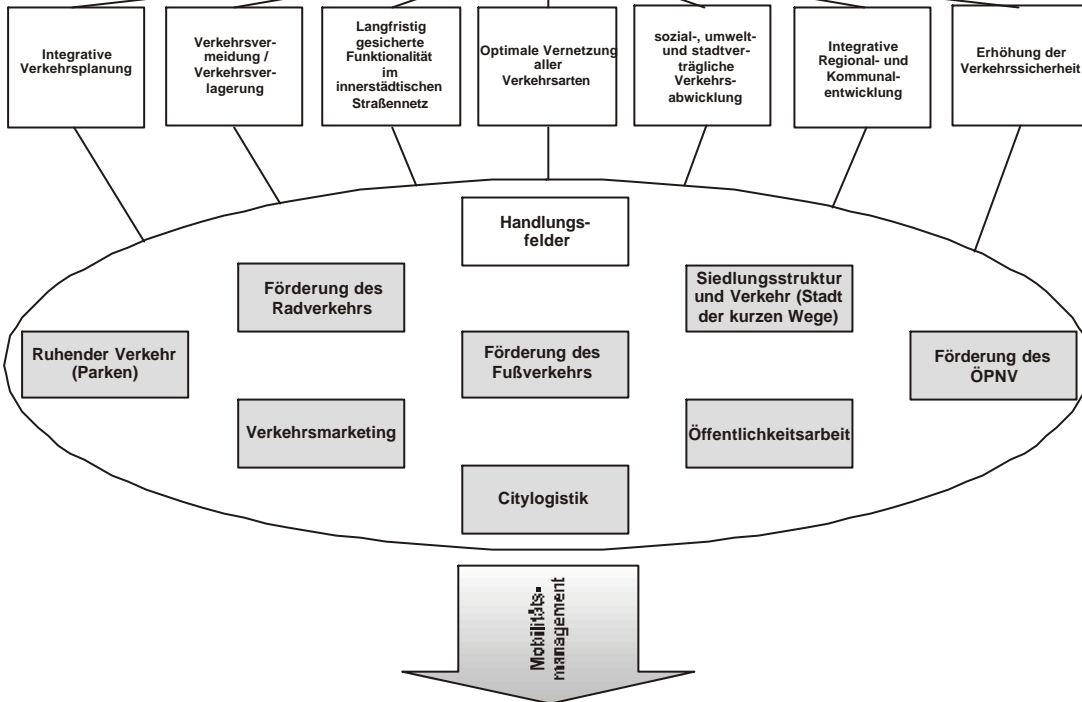 Integrative
Verkehrsplanung
Verkehrsver-
meidung /
Verkehrsver-
lagerung
Langfristig
gesicherte
Funktionalität
im
innerstädtischen
Straßennetz
Optimale Vernetzung
aller
Verkehrsarten
sozial-, umwelt-
und stadtver-
trägliche
Verkehrs-
abwicklung
Integrative
Regional- und
Kommunal-
entwicklung
Erhöhung der
Verkehrssicherheit
Handlungs-
felder
Förderung des
Radverkehrs
Siedlungsstruktur
und Verkehr (Stadt
der kurzen Wege)
Ruhender Verkehr
(Parken)
Förderung des
Fußverkehrs
Förderung des
ÖPNV
Verkehrsmarketing
Öffentlichkeitsarbeit
Citylogistik
Mobilitäts-
management